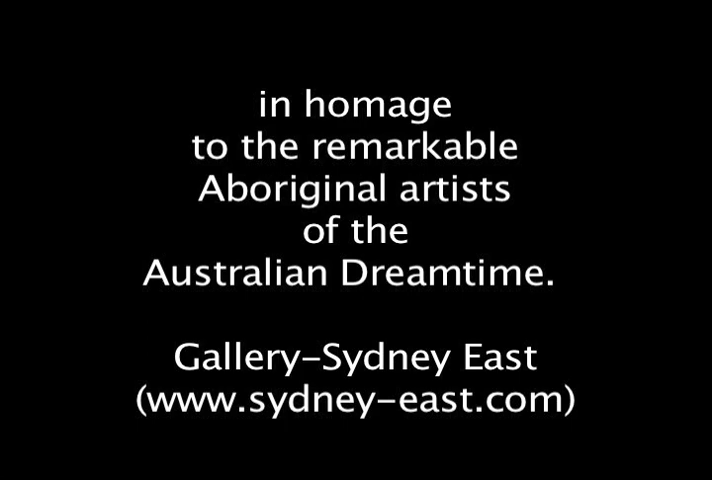 in homage
to the remarkable
Aboriginal artists
of the
Australian Dreamtime.
Gallery–Sydney East
(www.sydney–east.com)